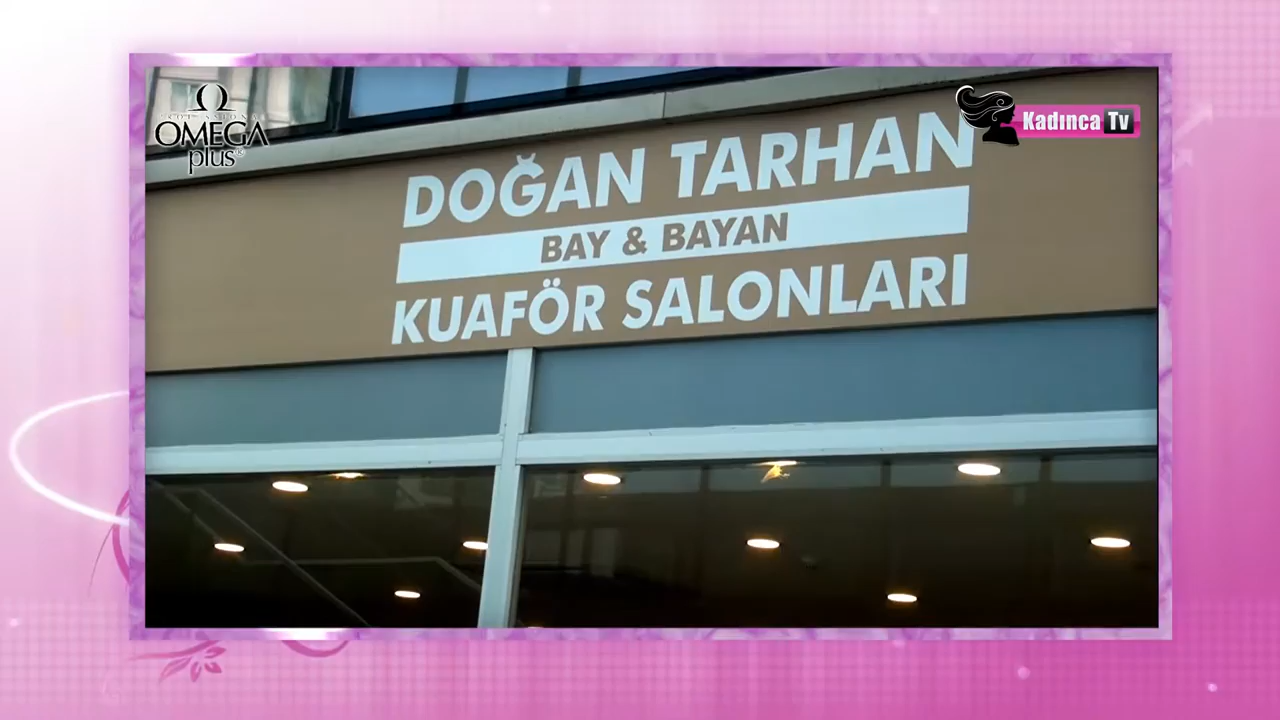 OMEGA
plus
Kadınca Tv
DOĞAN TARHAN
BAY & BAYAN
KUAFÖR SALONLARI